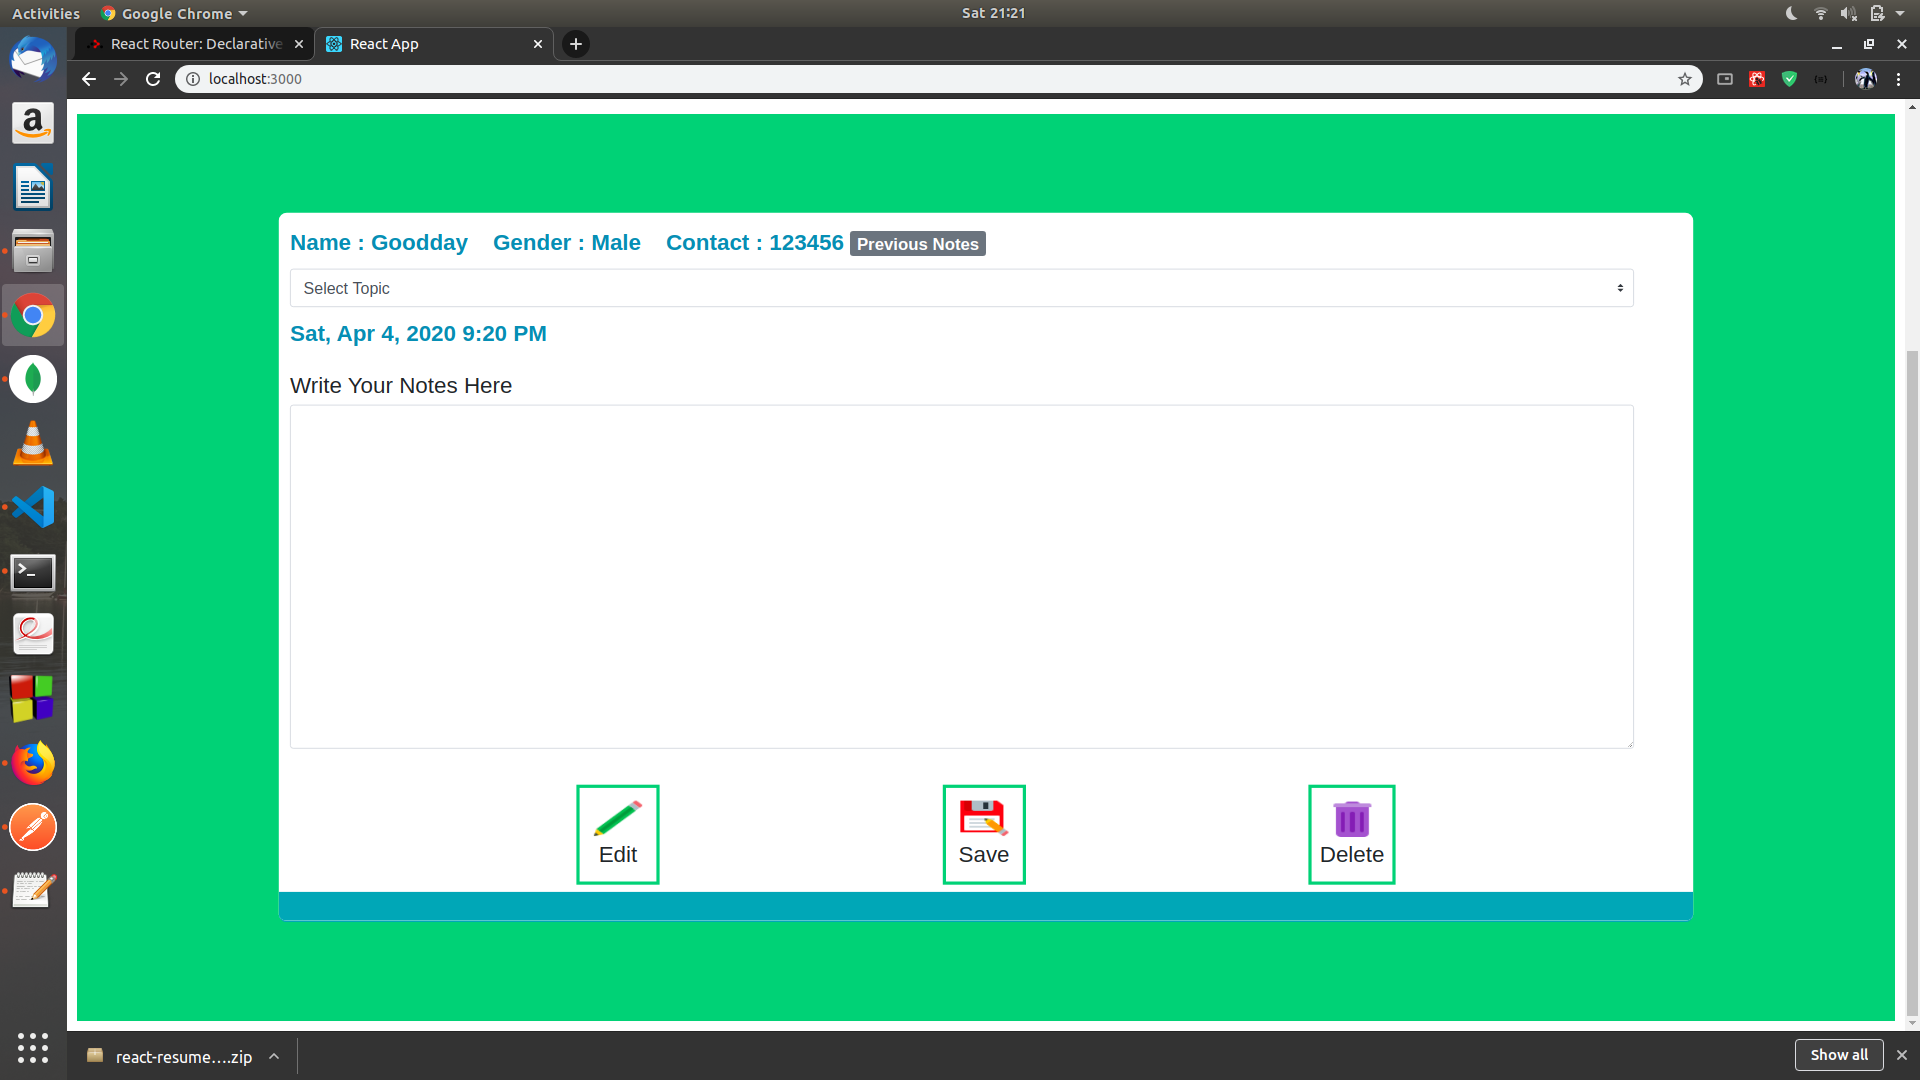 Activities
Google Chrome
Sat 21:21
React Router: Declarative
React App
localhost:3000
Name : Goodday Gender : Male Contact : 123456 Previous Notes
Select Topic
Sat, Apr 4, 2020 9:20 PM
Write Your Notes Here
Edit
Save
Delete
react-resume....zip
Show all